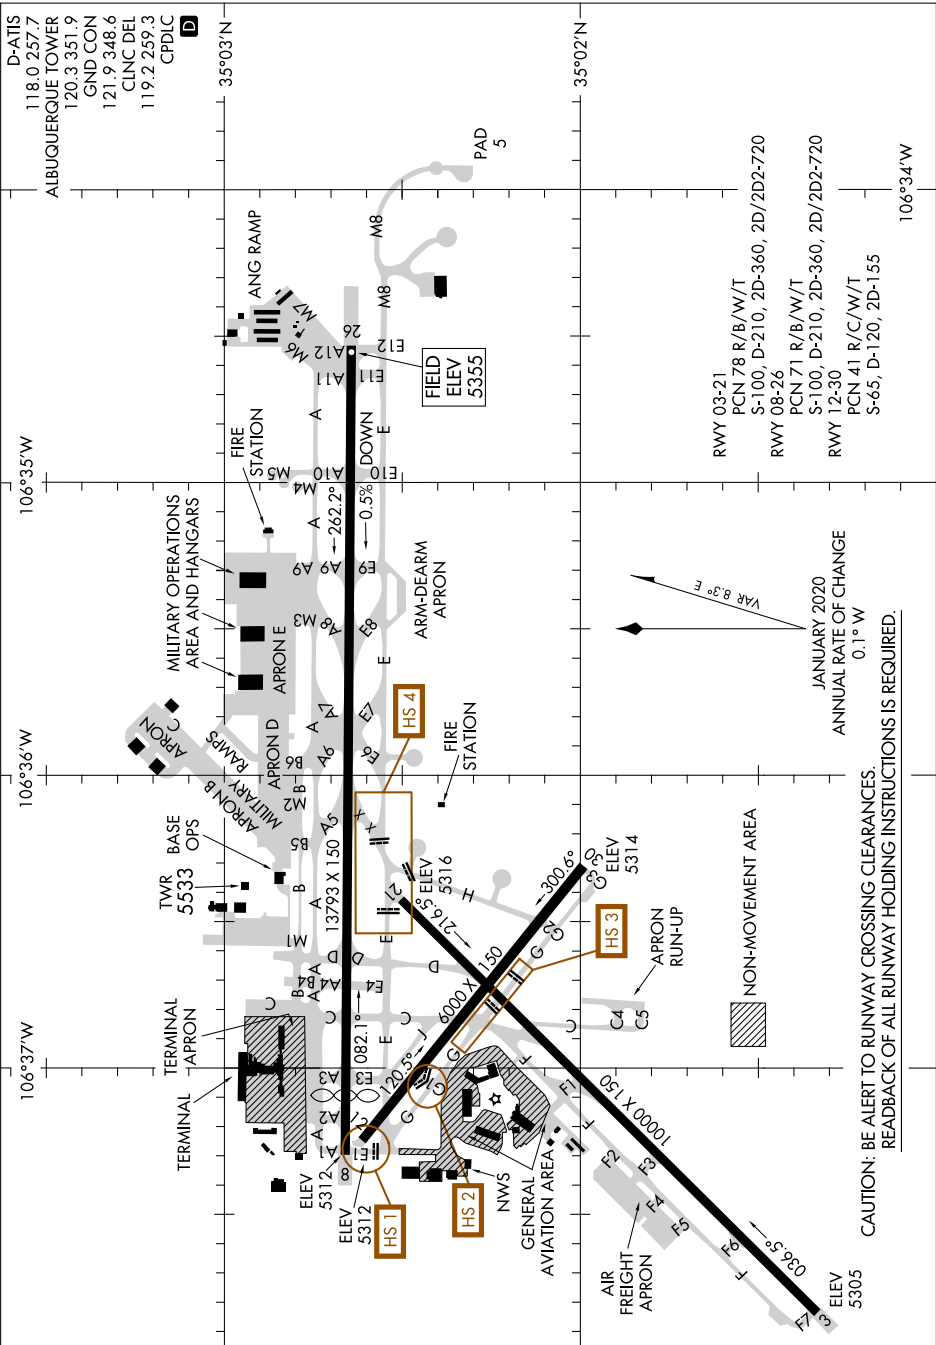 D-ATIS
118.0 257.7
ALBUQUERQUE TOWER
120.3 351.9
GND CON
121.9 348.6
CLNC DEL
119.2 259.3
CPDLC
D
35°03'N
35°02'N
106°34'W
106°35'W
106°36'W
106°37'W
PAD
5
M8
M8
ANG RAMP
M7
M6
A12
26
E12
A11
E11
FIELD
ELEV
5355
A
E
FIRE
STATION
M5
M4
A10
E10
262.2°
0.5% DOWN
A
MILITARY OPERATIONS
AREA AND HANGARS
A9
A9
E9
ARM-DEARM
APRON
M3
A8
E8
E
APRON E
APRON D
APRON
C
APRON B
MILITARY
RAMPS
A
A7
E7
B6
A6
E6
HS 4
FIRE
STATION
M2
B
B5
A5
X
X
BASE
OPS
TWR
5533
B
A
13793 X 150
21
ELEV
5316
H
M1
D
D
E
D
216.5°
300.6°
30
ELEV
5314
G3
G2
G
HS 3
B
A
B4
A4
E4
082.1°
C
C
C
E
6000 X 150
J
G
C
C4
C5
APRON
RUN-UP
NON-MOVEMENT AREA
TERMINAL
TERMINAL
APRON
A3
E3
120.5°
G1
G
A2
12
A
A1
8
E1
ELEV
5312
ELEV
5312
HS 1
HS 2
NWS
GENERAL
AVIATION AREA
F
F1
F
F2
F3
F4
F5
F6
F
F7
3
10000 X 150
036.5°
AIR
FREIGHT
APRON
ELEV
5305
RWY 03-21
PCN 78 R/B/W/T
S-100, D-210, 2D-360, 2D/2D2-720
RWY 08-26
PCN 71 R/B/W/T
S-100, D-210, 2D-360, 2D/2D2-720
RWY 12-30
PCN 41 R/C/W/T
S-65, D-120, 2D-155
VAR 8.3° E
JANUARY 2020
ANNUAL RATE OF CHANGE
0.1° W
CAUTION: BE ALERT TO RUNWAY CROSSING CLEARANCES.
READBACK OF ALL RUNWAY HOLDING INSTRUCTIONS IS REQUIRED.